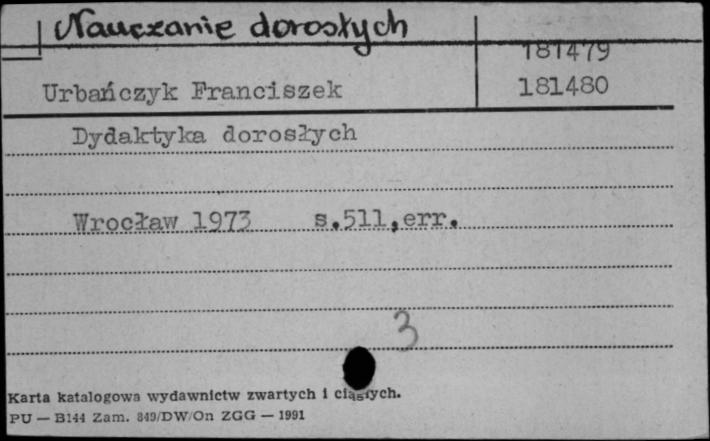 Nauczanie dorosłych
181479
Urbańczyk Franciszek
181480
Dydaktyka dorosłych
Wrocław 1973 s.511,err.
3
Karta katalogowa wydawnictw zwartych i ciągłych.
PU — B144 Zam. 849/DW/On ZGG — 1991